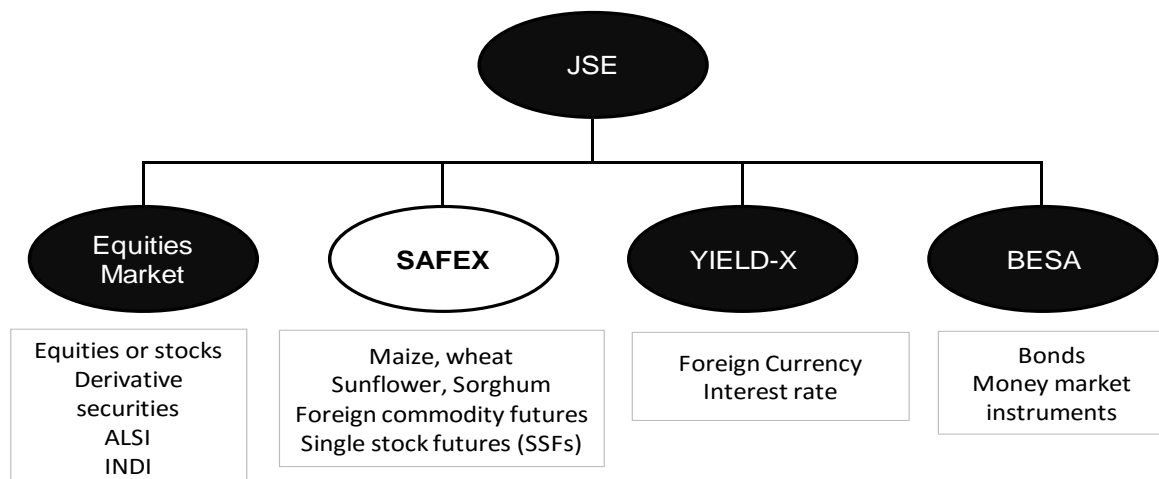 JSE
Equities
Market
SAFEX
YIELD-X
BESA
Equities or stocks
Derivative
securities
ALSI
INDI
Maize, wheat
Sunflower, Sorghum
Foreign commodity futures
Single stock futures (SSFs)
Foreign Currency
Interest rate
Bonds
Money market
instruments